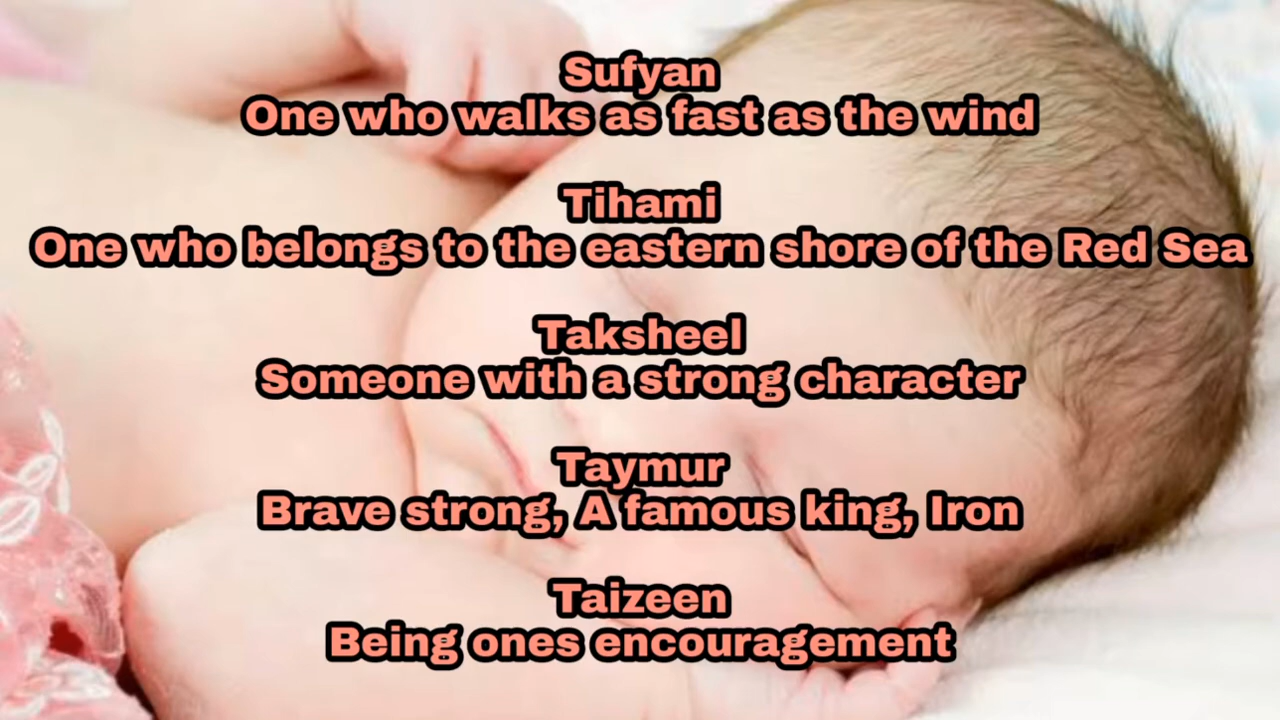 Sufyan
One who walks as fast as the wind
Tihami
One who belongs to the eastern shore of the Red Sea
Taksheel
Someone with a strong character
Taymur
Brave strong, A famous king, Iron
Taizeen
Being ones encouragement